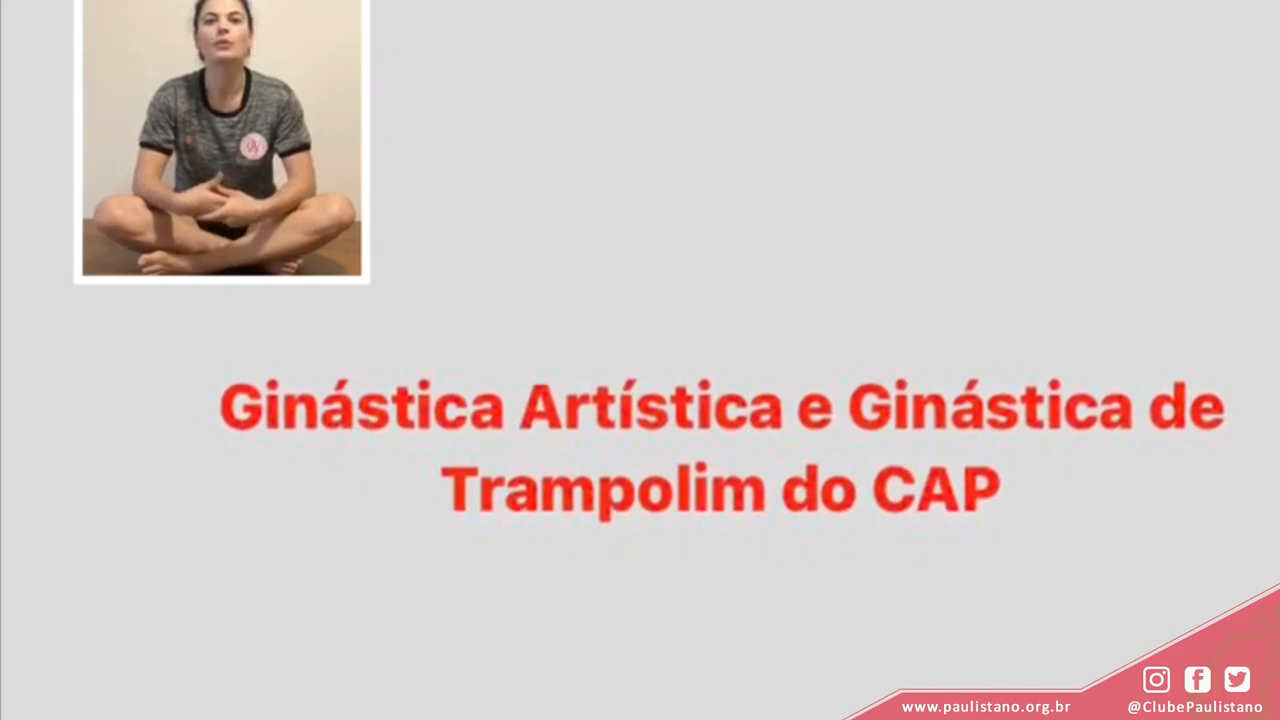 Ginástica Artística e Ginástica de
Trampolim do CAP
www.paulistano.org.br
@ClubePaulistano